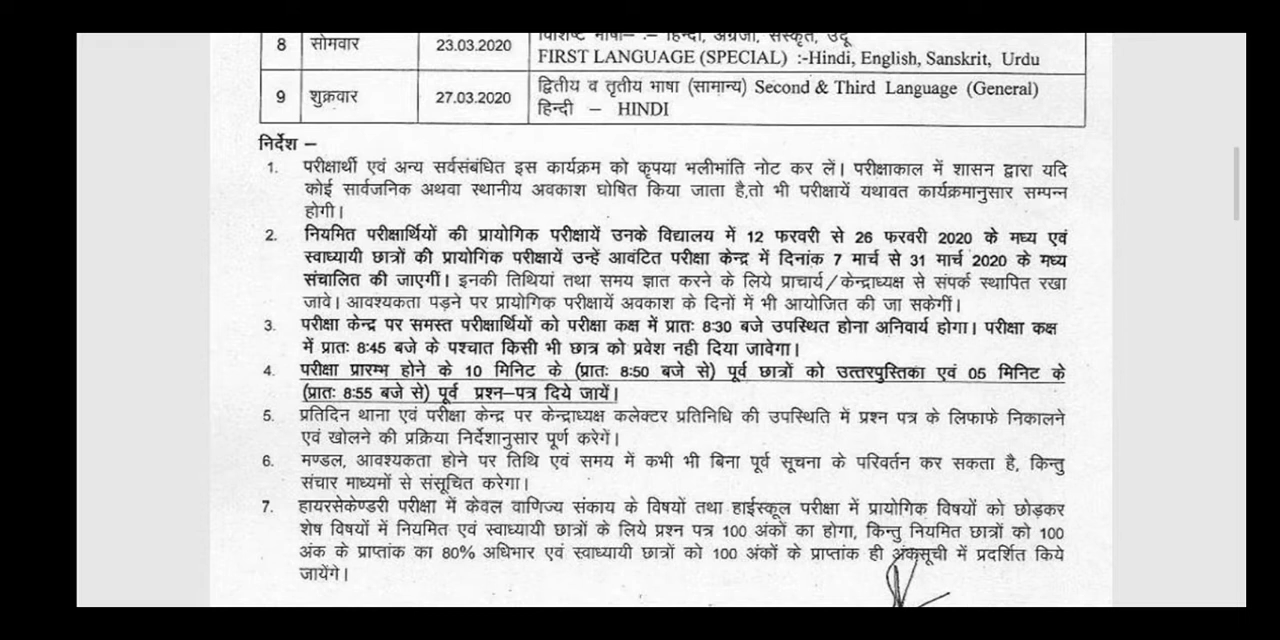 8 सोमवार 23.03.2020 विशिष्ट भाषा– :- हिन्दी, अंग्रेजी, संस्कृत, उर्दू
FIRST LANGUAGE (SPECIAL) :-Hindi, English, Sanskrit, Urdu
9 शुक्रवार 27.03.2020 द्वितीय व तृतीय भाषा (सामान्य) Second & Third Language (General)
हिन्दी – HINDI
निर्देश –
1. परीक्षार्थी एवं अन्य सर्वसंबंधित इस कार्यक्रम को कृपया भलीभांति नोट कर लें। परीक्षाकाल में शासन द्वारा यदि
कोई सार्वजनिक अथवा स्थानीय अवकाश घोषित किया जाता है,तो भी परीक्षायें यथावत कार्यक्रमानुसार सम्पन्न
होगी।
2. नियमित परीक्षार्थियों की प्रायोगिक परीक्षायें उनके विद्यालय में 12 फरवरी से 26 फरवरी 2020 के मध्य एवं
स्वाध्यायी छात्रों की प्रायोगिक परीक्षायें उन्हें आवंटित परीक्षा केन्द्र में दिनांक 7 मार्च से 31 मार्च 2020 के मध्य
संचालित की जाएगीं। इनकी तिथियां तथा समय ज्ञात करने के लिये प्राचार्य/केन्द्राध्यक्ष से संपर्क स्थापित रखा
जावे। आवश्यकता पड़ने पर प्रायोगिक परीक्षायें अवकाश के दिनों में भी आयोजित की जा सकेगीं।
3. परीक्षा केन्द्र पर समस्त परीक्षार्थियों को परीक्षा कक्ष में प्रातः 8:30 बजे उपस्थित होना अनिवार्य होगा। परीक्षा कक्ष
में प्रातः 8:45 बजे के पश्चात किसी भी छात्र को प्रवेश नही दिया जावेगा।
4. परीक्षा प्रारम्भ होने के 10 मिनिट के (प्रातः 8:50 बजे से) पूर्व छात्रों को उत्तरपुस्तिका एवं 05 मिनिट के
(प्रातः 8:55 बजे से) पूर्व प्रश्न–पत्र दिये जायें।
5. प्रतिदिन थाना एवं परीक्षा केन्द्र पर केन्द्राध्यक्ष कलेक्टर प्रतिनिधि की उपस्थिति में प्रश्न पत्र के लिफाफे निकालने
एवं खोलने की प्रक्रिया निर्देशानुसार पूर्ण करेगें।
6. मण्डल, आवश्यकता होने पर तिथि एवं समय में कभी भी बिना पूर्व सूचना के परिवर्तन कर सकता है, किन्तु
संचार माध्यमों से संसूचित करेगा।
7. हायरसेकेण्डरी परीक्षा में केवल वाणिज्य संकाय के विषयों तथा हाईस्कूल परीक्षा में प्रायोगिक विषयों को छोड़कर
शेष विषयों में नियमित एवं स्वाध्यायी छात्रों के लिये प्रश्न पत्र 100 अंकों का होगा, किन्तु नियमित छात्रों को 100
अंक के प्राप्तांक का 80% अधिभार एवं स्वाध्यायी छात्रों को 100 अंकों के प्राप्तांक ही अंकसूची में प्रदर्शित किये
जायेंगे।